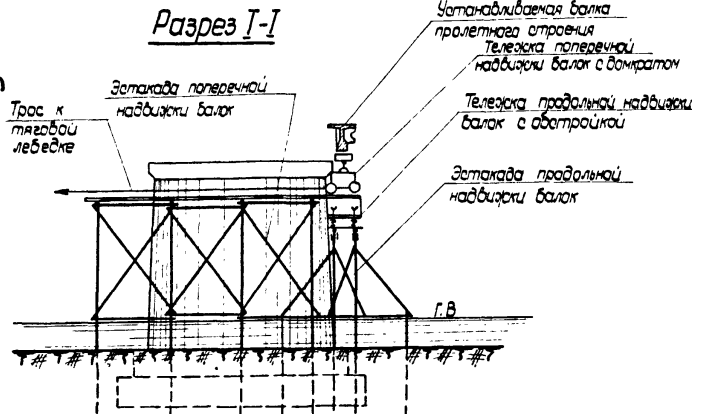 Разрез I-I
Устанавливаемая балка
пролетного строения
Тележка поперечной
надвижки балок с домкратом
Эстакада поперечной
надвижки балок
Трос к
тяговой
лебедке
Тележка продольной надвижки
балок с обстройкой
Эстакада продольной
надвижки балок
Г.В